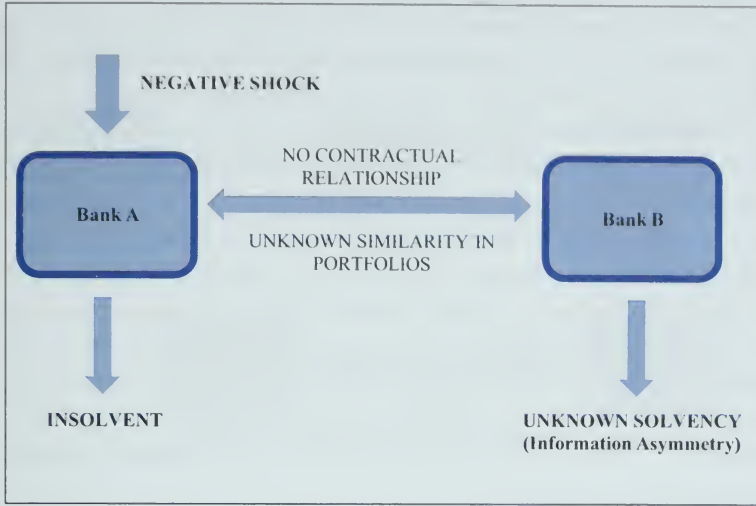 NEGATIVE SHOCK
NO CONTRACTUAL
RELATIONSHIP
Bank A
Bank B
UNKNOWN SIMILARITY IN
PORTFOLIOS
INSOLVENT
UNKNOWN SOLVENCY
(Information Asymmetry)